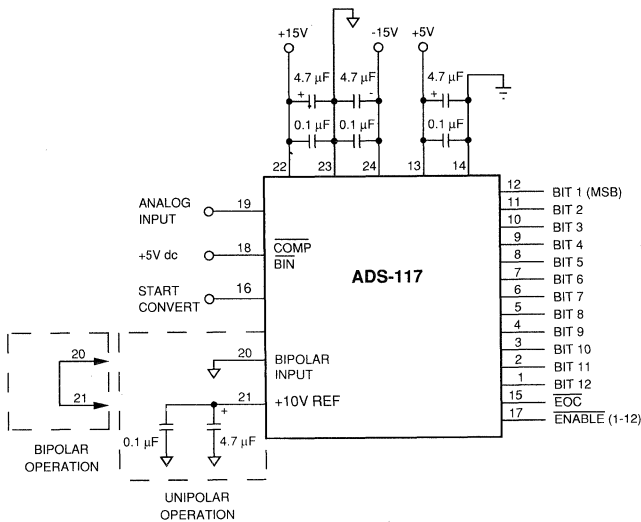 +15V
-15V
+5V
4.7 µF
4.7 µF
4.7 µF
+
-
+
0.1 µF
0.1 µF
0.1 µF
22
23
24
13
14
ANALOG
INPUT
19
+5V dc
18
COMP
BIN
START
CONVERT
16
ADS-117
12
BIT 1 (MSB)
11
BIT 2
10
BIT 3
9
BIT 4
8
BIT 5
7
BIT 6
6
BIT 7
5
BIT 8
4
BIT 9
3
BIT 10
2
BIT 11
1
BIT 12
15
EOC
17
ENABLE (1-12)
20
21
BIPOLAR
OPERATION
20
BIPOLAR
INPUT
21
+10V REF
+
0.1 µF
4.7 µF
UNIPOLAR
OPERATION